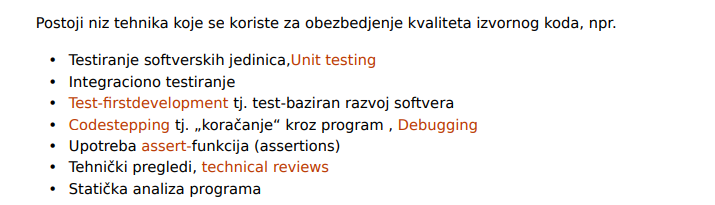 Postoji niz tehnika koje se koriste za obezbedjenje kvaliteta izvornog koda, npr.
• Testiranje softverskih jedinica,Unit testing
• Integraciono testiranje
• Test-firstdevelopment tj. test-baziran razvoj softvera
• Codestepping tj. „koračanje“ kroz program , Debugging
• Upotreba assert-funkcija (assertions)
• Tehnički pregledi, technical reviews
• Statička analiza programa